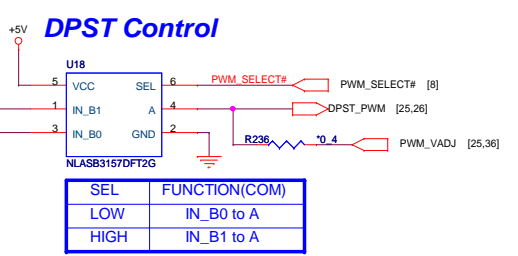 +5V DPST Control
U18
5 VCC SEL 6 PWM_SELECT# PWM_SELECT# [8]
1 IN_B1 A 4 DPST_PWM [25,26]
3 IN_B0 GND 2
R236 *0_4 PWM_VADJ [25,36]
NLASB3157DFT2G
SEL FUNCTION(COM)
LOW IN_B0 to A
HIGH IN_B1 to A